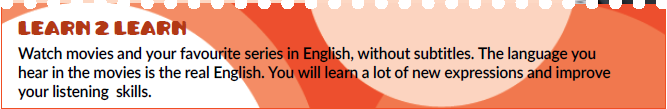 LEARN 2 LEARN
Watch movies and your favourite series in English, without subtitles. The language you
hear in the movies is the real English. You will learn a lot of new expressions and improve
your listening skills.